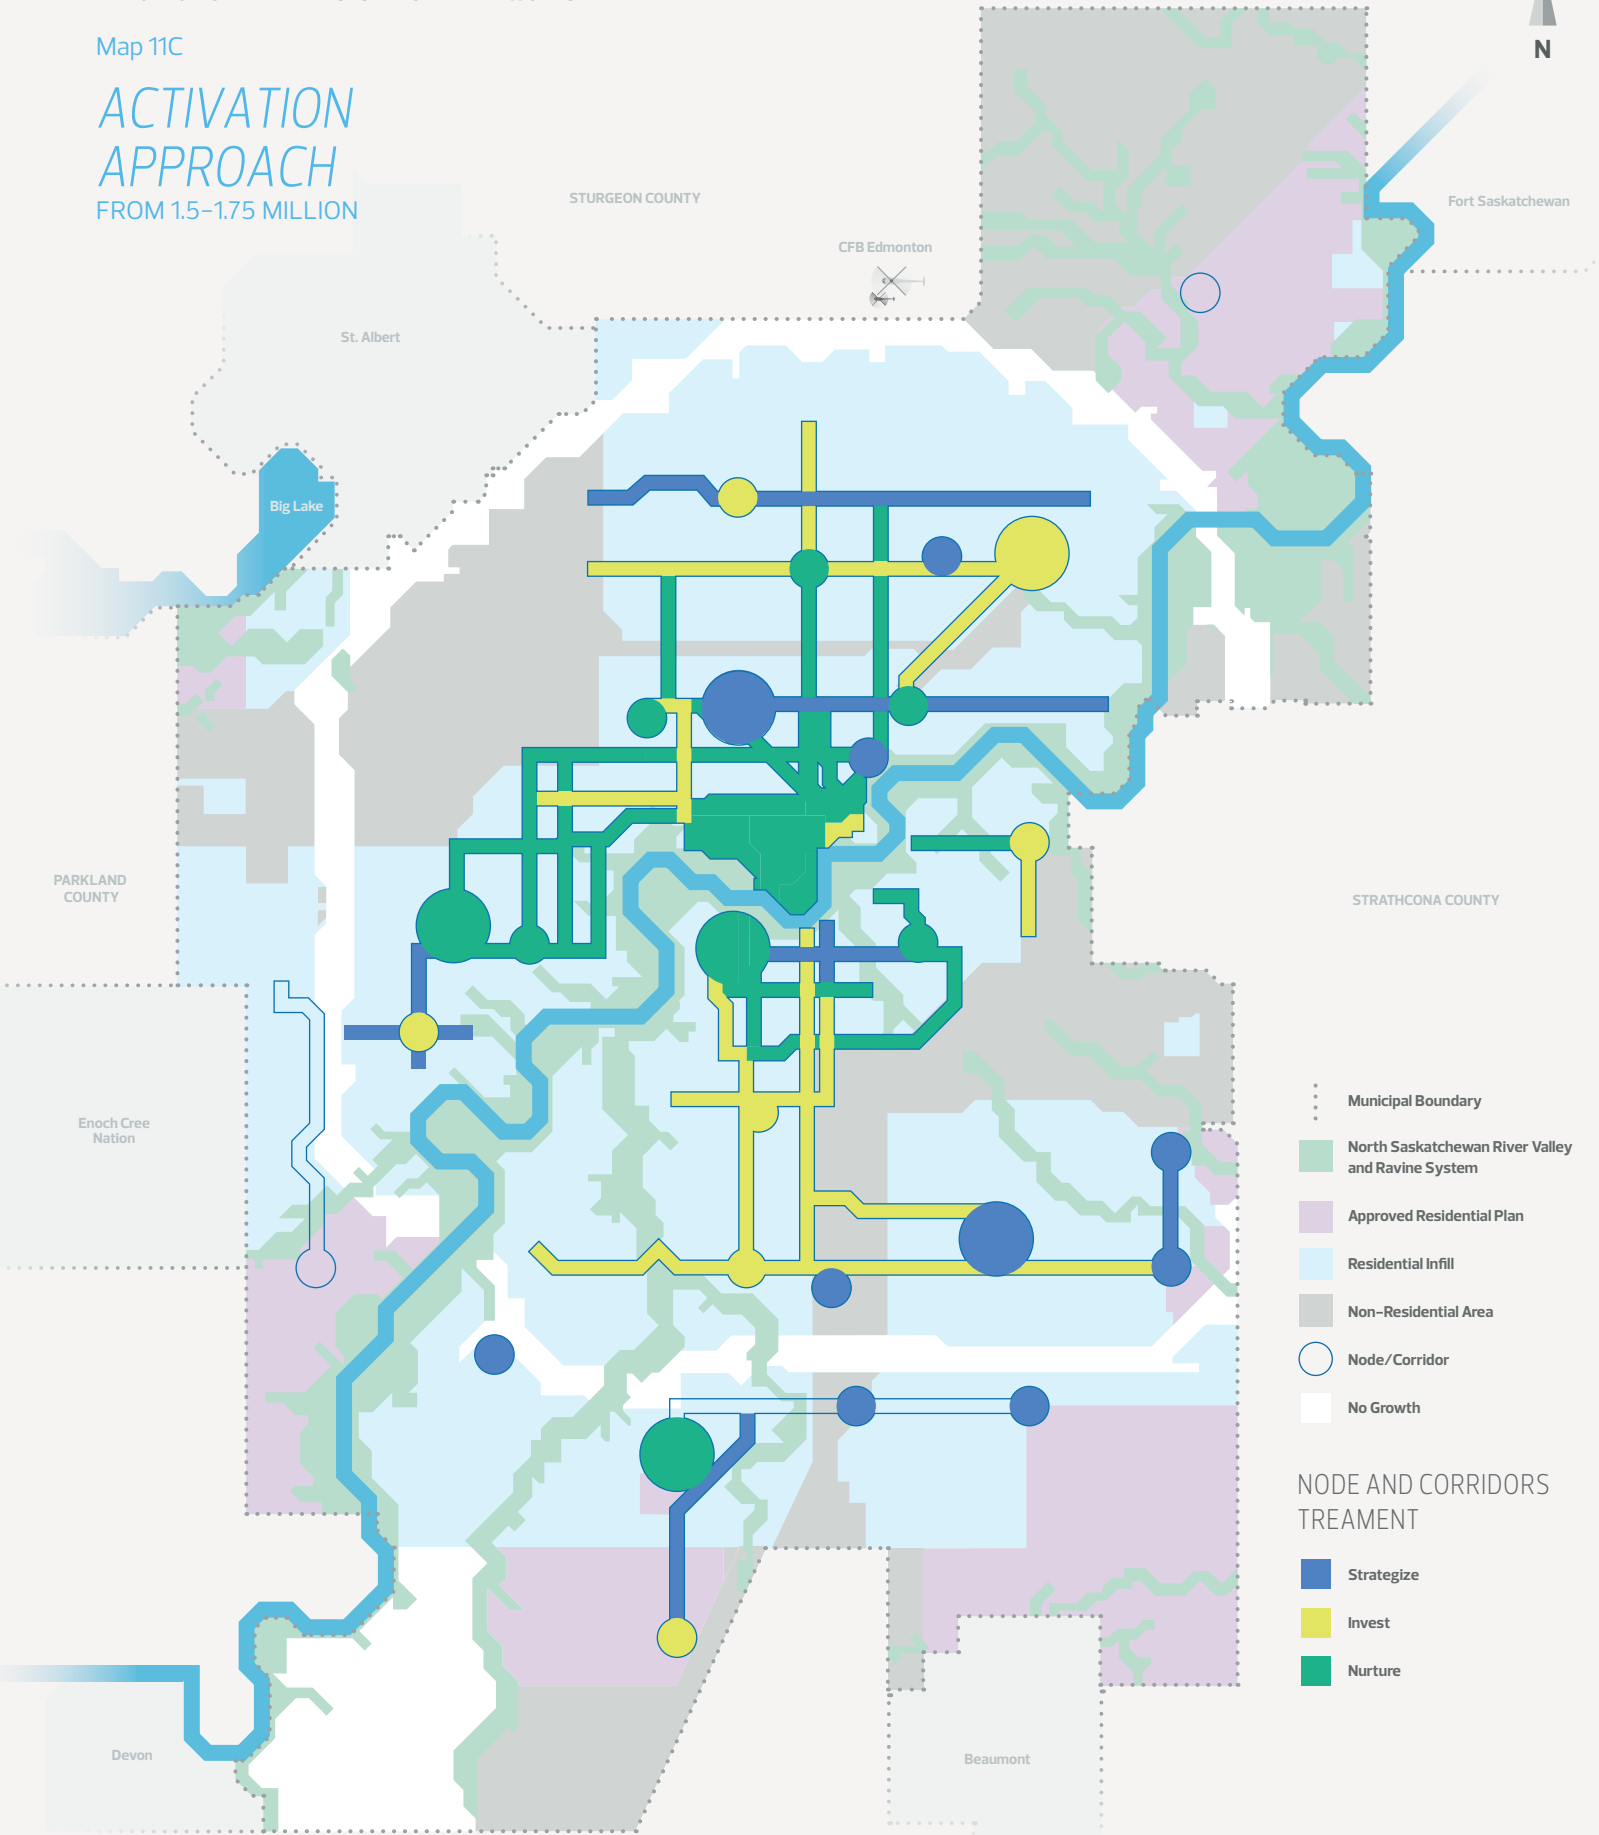 Map 11C
ACTIVATION
APPROACH
FROM 1.5-1.75 MILLION
N
STURGEON COUNTY
Fort Saskatchewan
CFB Edmonton
St. Albert
Big Lake
PARKLAND
COUNTY
STRATHCONA COUNTY
Enoch Cree
Nation
Devon
Beaumont
Municipal Boundary
North Saskatchewan River Valley
and Ravine System
Approved Residential Plan
Residential Infill
Non-Residential Area
Node/Corridor
No Growth
NODE AND CORRIDORS
TREAMENT
Strategize
Invest
Nurture